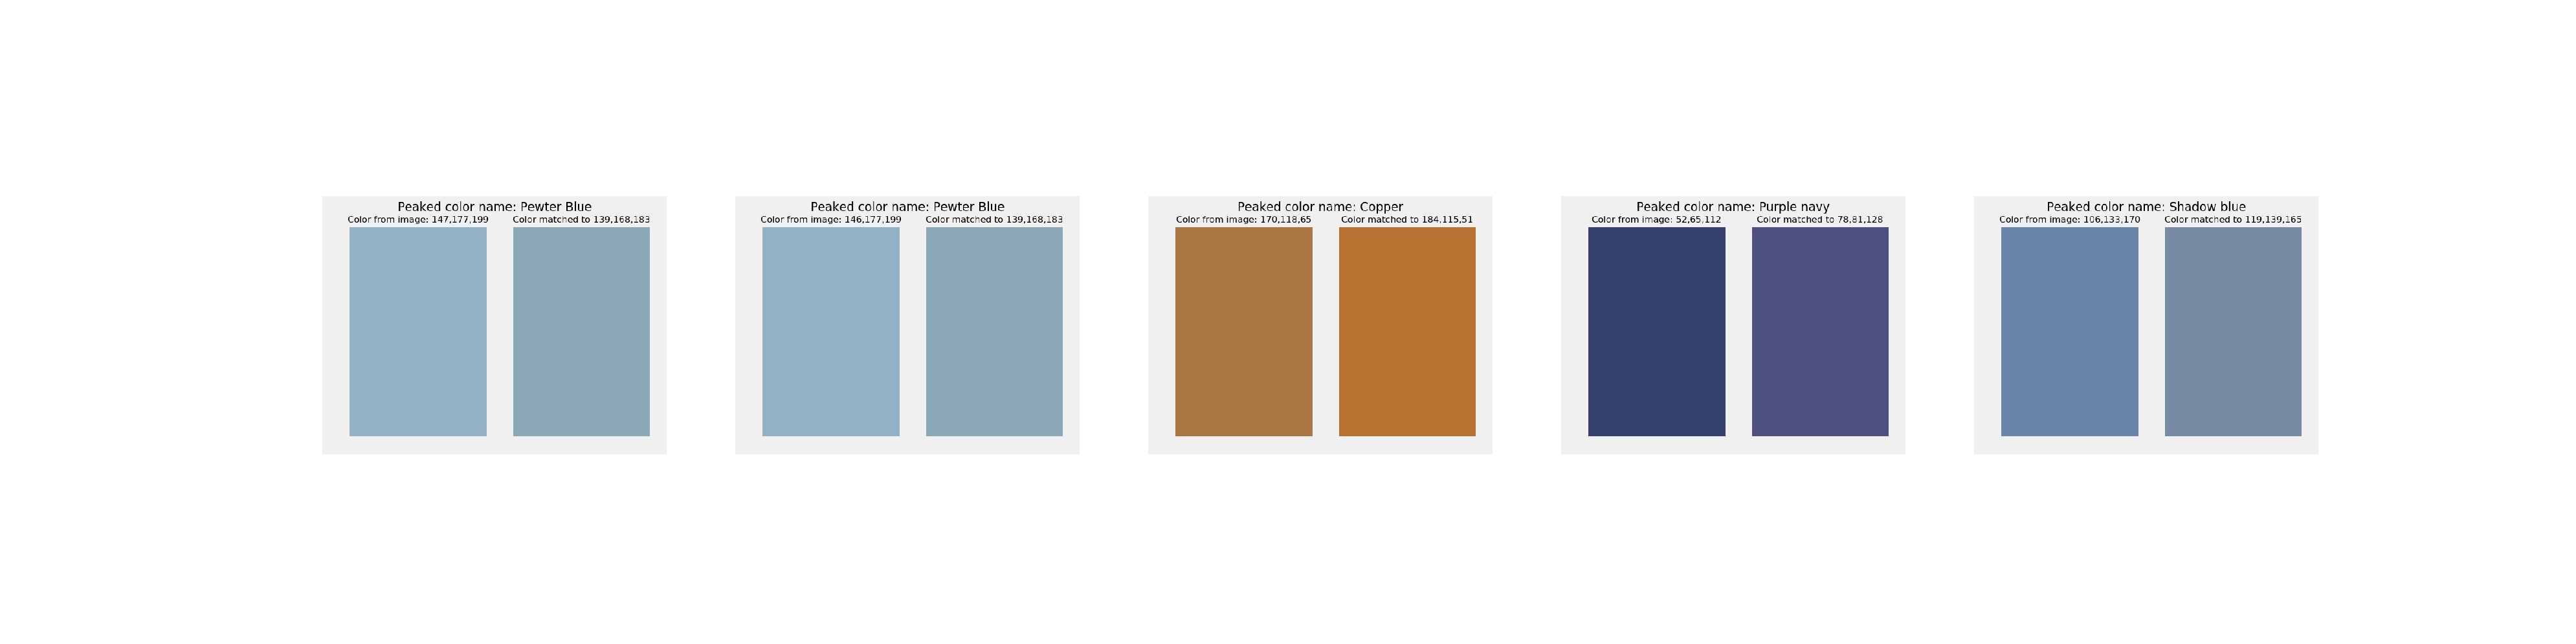 Peaked color name: Pewter Blue
Color from image: 147,177,199
Color matched to 139,168,183
Peaked color name: Pewter Blue
Color from image: 146,177,199
Color matched to 139,168,183
Peaked color name: Copper
Color from image: 170,118,65
Color matched to 184,115,51
Peaked color name: Purple navy
Color from image: 52,65,112
Color matched to 78,81,128
Peaked color name: Shadow blue
Color from image: 106,133,170
Color matched to 119,139,165